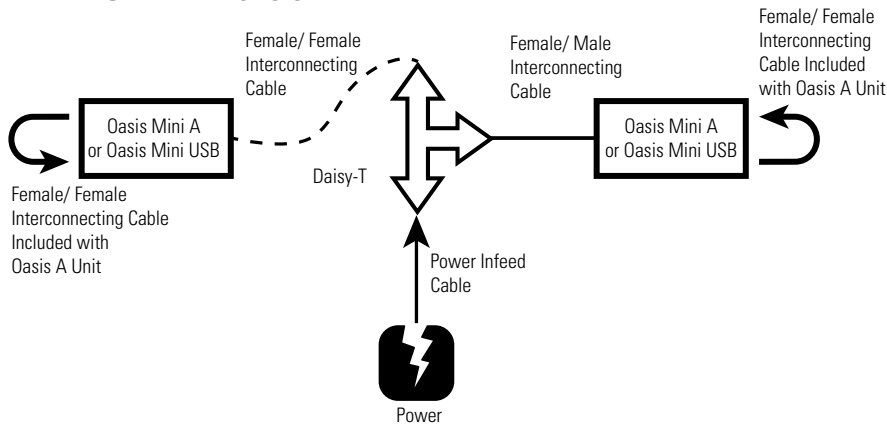 Female/ Female
Interconnecting
Cable
Female/ Male
Interconnecting
Cable
Female/ Female
Interconnecting
Cable Included
with Oasis A Unit
Oasis Mini A
or Oasis Mini USB
Oasis Mini A
or Oasis Mini USB
Daisy-T
Female/ Female
Interconnecting Cable
Included with
Oasis A Unit
Power Infeed
Cable
Power